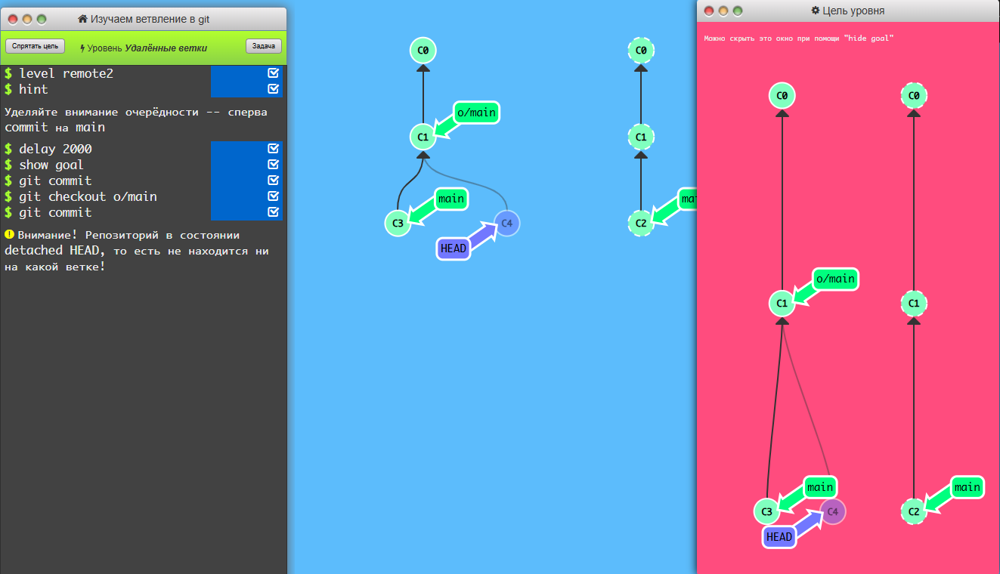 Изучаем ветвление в git
Спрятать цель
Уровень Удалённые ветки
Задача
$ level remote2
$ hint
Уделяйте внимание очерёдности -- сперва
commit на main
$ delay 2000
$ show goal
$ git commit
$ git checkout o/main
$ git commit
Внимание! Репозиторий в состоянии
detached HEAD, то есть не находится ни
на какой ветке!
C0
o/main
C1
main
C3
C4
HEAD
C0
C1
mai
C2
Цель уровня
Можно скрыть это окно при помощи "hide goal"
C0
C0
o/main
C1
C1
main
main
C3
C4
C2
HEAD